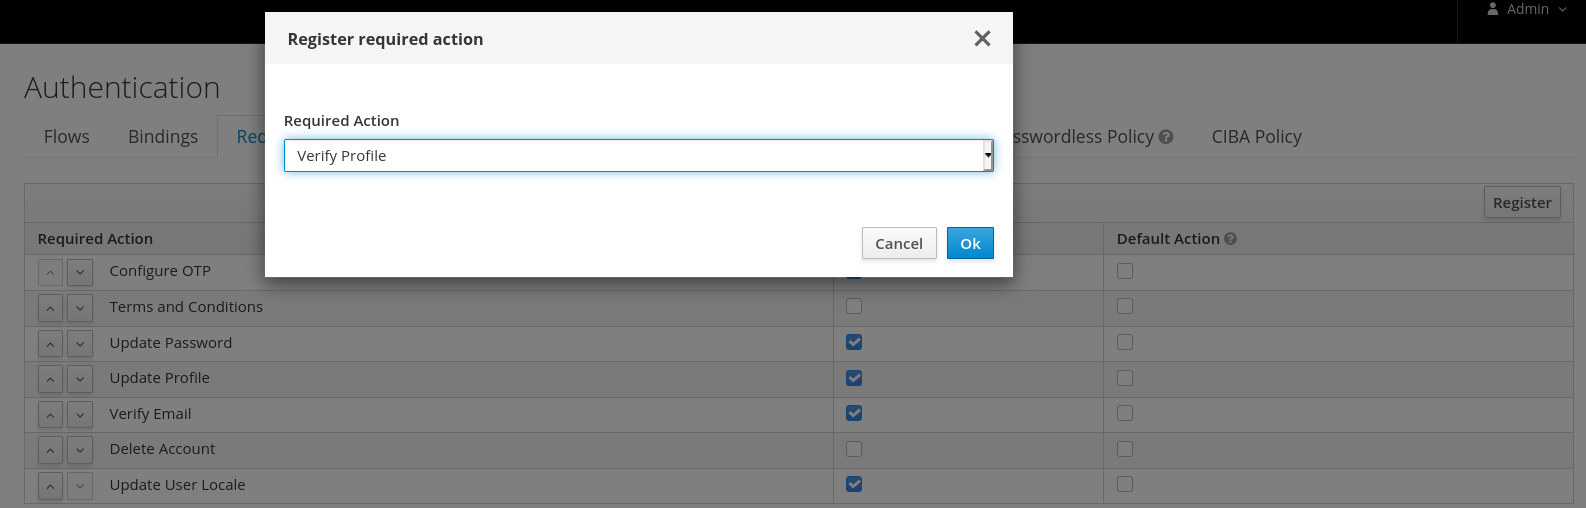 Admin
Register required action
Authentication
Required Action
Flows Bindings Req sswordless Policy CIBA Policy
Verify Profile
Register
Required Action Default Action
Cancel Ok
Configure OTP
Terms and Conditions
Update Password
Update Profile
Verify Email
Delete Account
Update User Locale